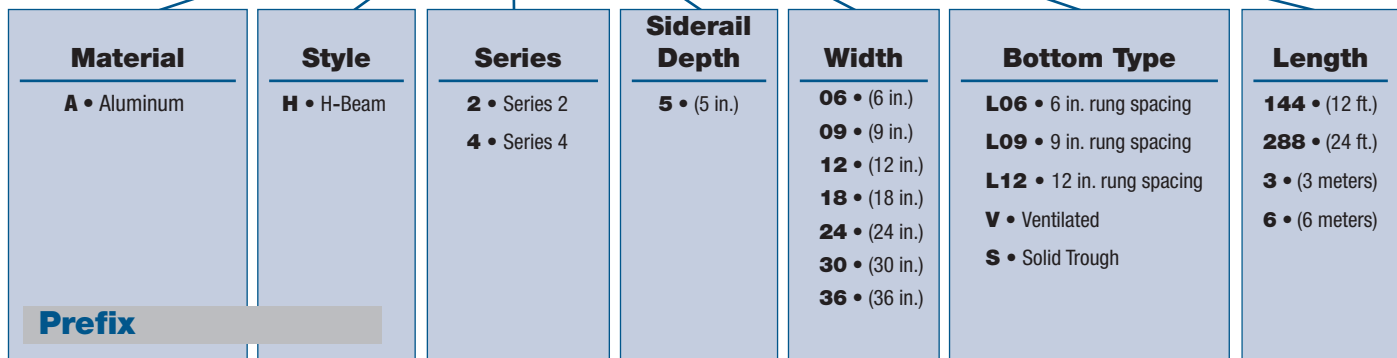 Material
A • Aluminum
Prefix
Style
H • H-Beam
Series
2 • Series 2
4 • Series 4
Siderail
Depth
5 • (5 in.)
Width
06 • (6 in.)
09 • (9 in.)
12 • (12 in.)
18 • (18 in.)
24 • (24 in.)
30 • (30 in.)
36 • (36 in.)
Bottom Type
L06 • 6 in. rung spacing
L09 • 9 in. rung spacing
L12 • 12 in. rung spacing
V • Ventilated
S • Solid Trough
Length
144 • (12 ft.)
288 • (24 ft.)
3 • (3 meters)
6 • (6 meters)